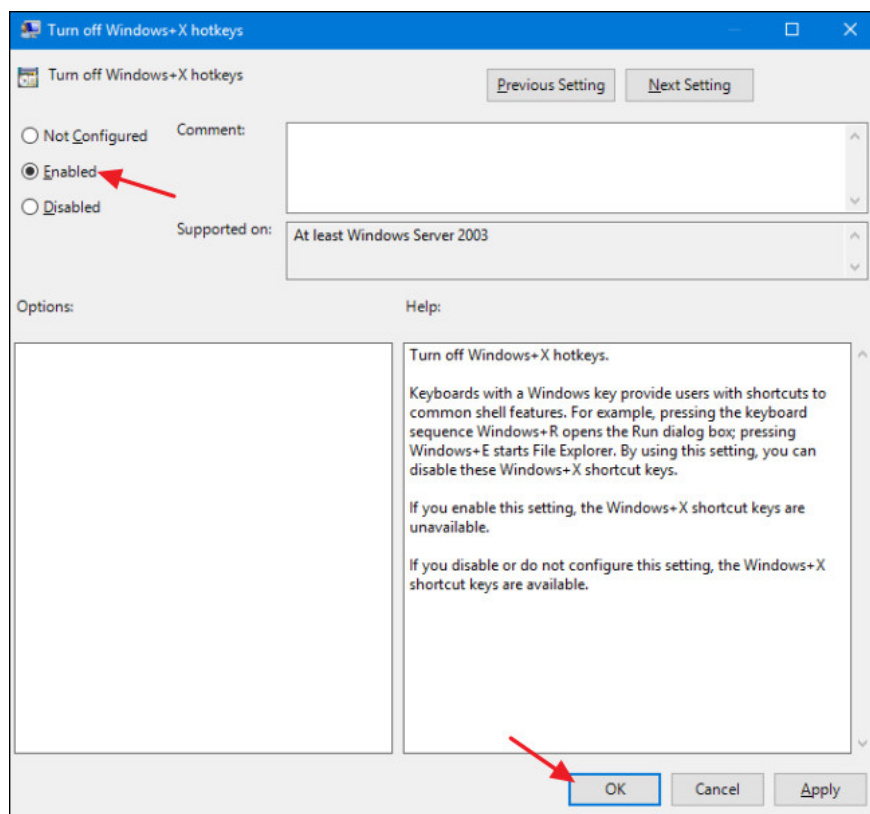 Turn off Windows+X hotkeys
Turn off Windows+X hotkeys
Previous Setting
Next Setting
Not Configured
Comment:
Enabled
Disabled
Supported on:
At least Windows Server 2003
Options:
Help:
Turn off Windows+X hotkeys.
Keyboards with a Windows key provide users with shortcuts to
common shell features. For example, pressing the keyboard
sequence Windows+R opens the Run dialog box; pressing
Windows+E starts File Explorer. By using this setting, you can
disable these Windows+X shortcut keys.
If you enable this setting, the Windows+X shortcut keys are
unavailable.
If you disable or do not configure this setting, the Windows+X
shortcut keys are available.
OK
Cancel
Apply